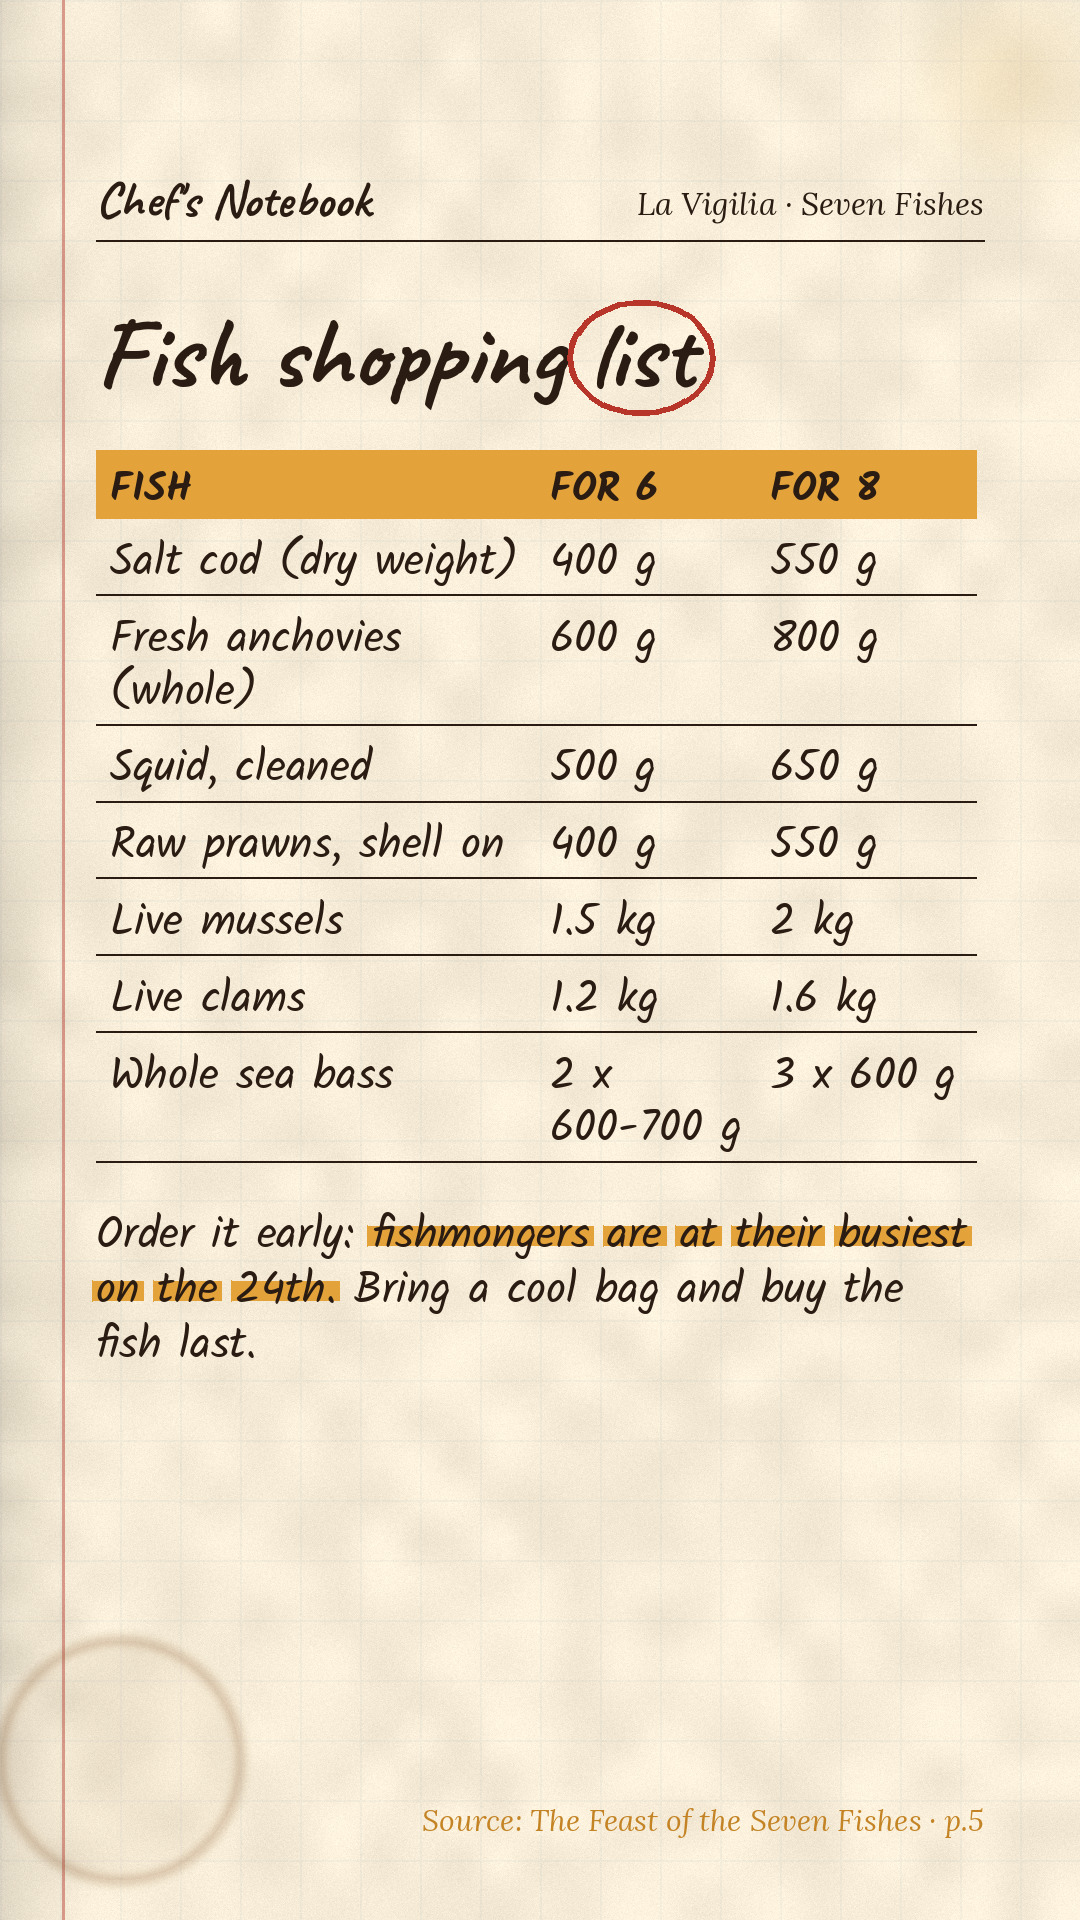 Chef's Notebook
La Vigilia · Seven Fishes
Fish shopping list
FISH FOR 6 FOR 8
Salt cod (dry weight) 400 g 550 g
Fresh anchovies 600 g 800 g
(whole)
Squid, cleaned 500 g 650 g
Raw prawns, shell on 400 g 550 g
Live mussels 1.5 kg 2 kg
Live clams 1.2 kg 1.6 kg
Whole sea bass 2 x 3 x 600 g
600-700 g
Order it early: fishmongers are at their busiest
on the 24th. Bring a cool bag and buy the
fish last.
Source: The Feast of the Seven Fishes · p.5